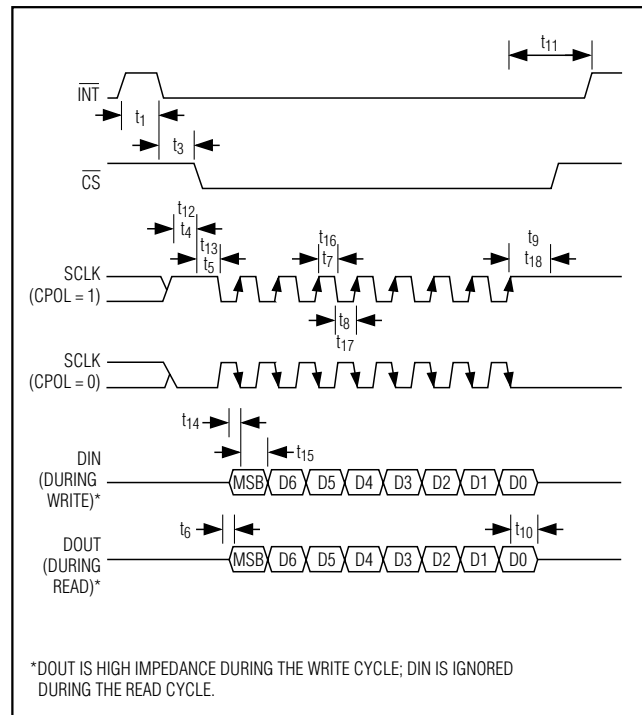 t11
INT
t1
t3
CS
t12
t4
t13
t5
t16
t7
t9
t18
SCLK
(CPOL = 1)
t8
t17
SCLK
(CPOL = 0)
t14
t15
DIN
(DURING
WRITE)*
MSB D6 D5 D4 D3 D2 D1 D0
t6
t10
DOUT
(DURING
READ)*
MSB D6 D5 D4 D3 D2 D1 D0
*DOUT IS HIGH IMPEDANCE DURING THE WRITE CYCLE; DIN IS IGNORED
DURING THE READ CYCLE.